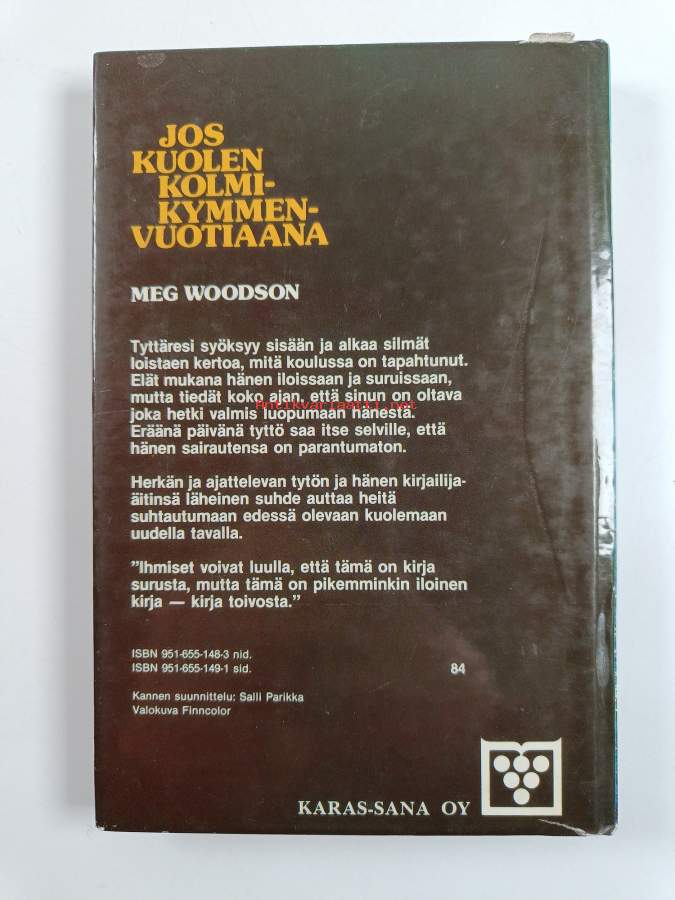 JOS
KUOLEN
KOLMI-
KYMMEN-
VUOTIAANA
MEG WOODSON
Tyttäresi syöksyy sisään ja alkaa silmät
loistaen kertoa, mitä koulussa on tapahtunut.
Elät mukana hänen iloissaan ja suruissaan,
mutta tiedät koko ajan, että sinun on oltava
Antikvariaatti.net
joka hetki valmis luopumaan hänestä.
Eräänä päivänä tyttö saa itse selville, että
hänen sairautensa on parantumaton.
Herkän ja ajattelevan tytön ja hänen kirjailija-
äitinsä läheinen suhde auttaa heitä
suhtautumaan edessä olevaan kuolemaan
uudella tavalla.
”Ihmiset voivat luulla, että tämä on kirja
surusta, mutta tämä on pikemminkin iloinen
kirja — kirja toivosta.”
ISBN 951-655-148-3 nid.
ISBN 951-655-149-1 sid.
84
Kannen suunnittelu: Salli Parikka
Valokuva Finncolor
KARAS-SANA OY